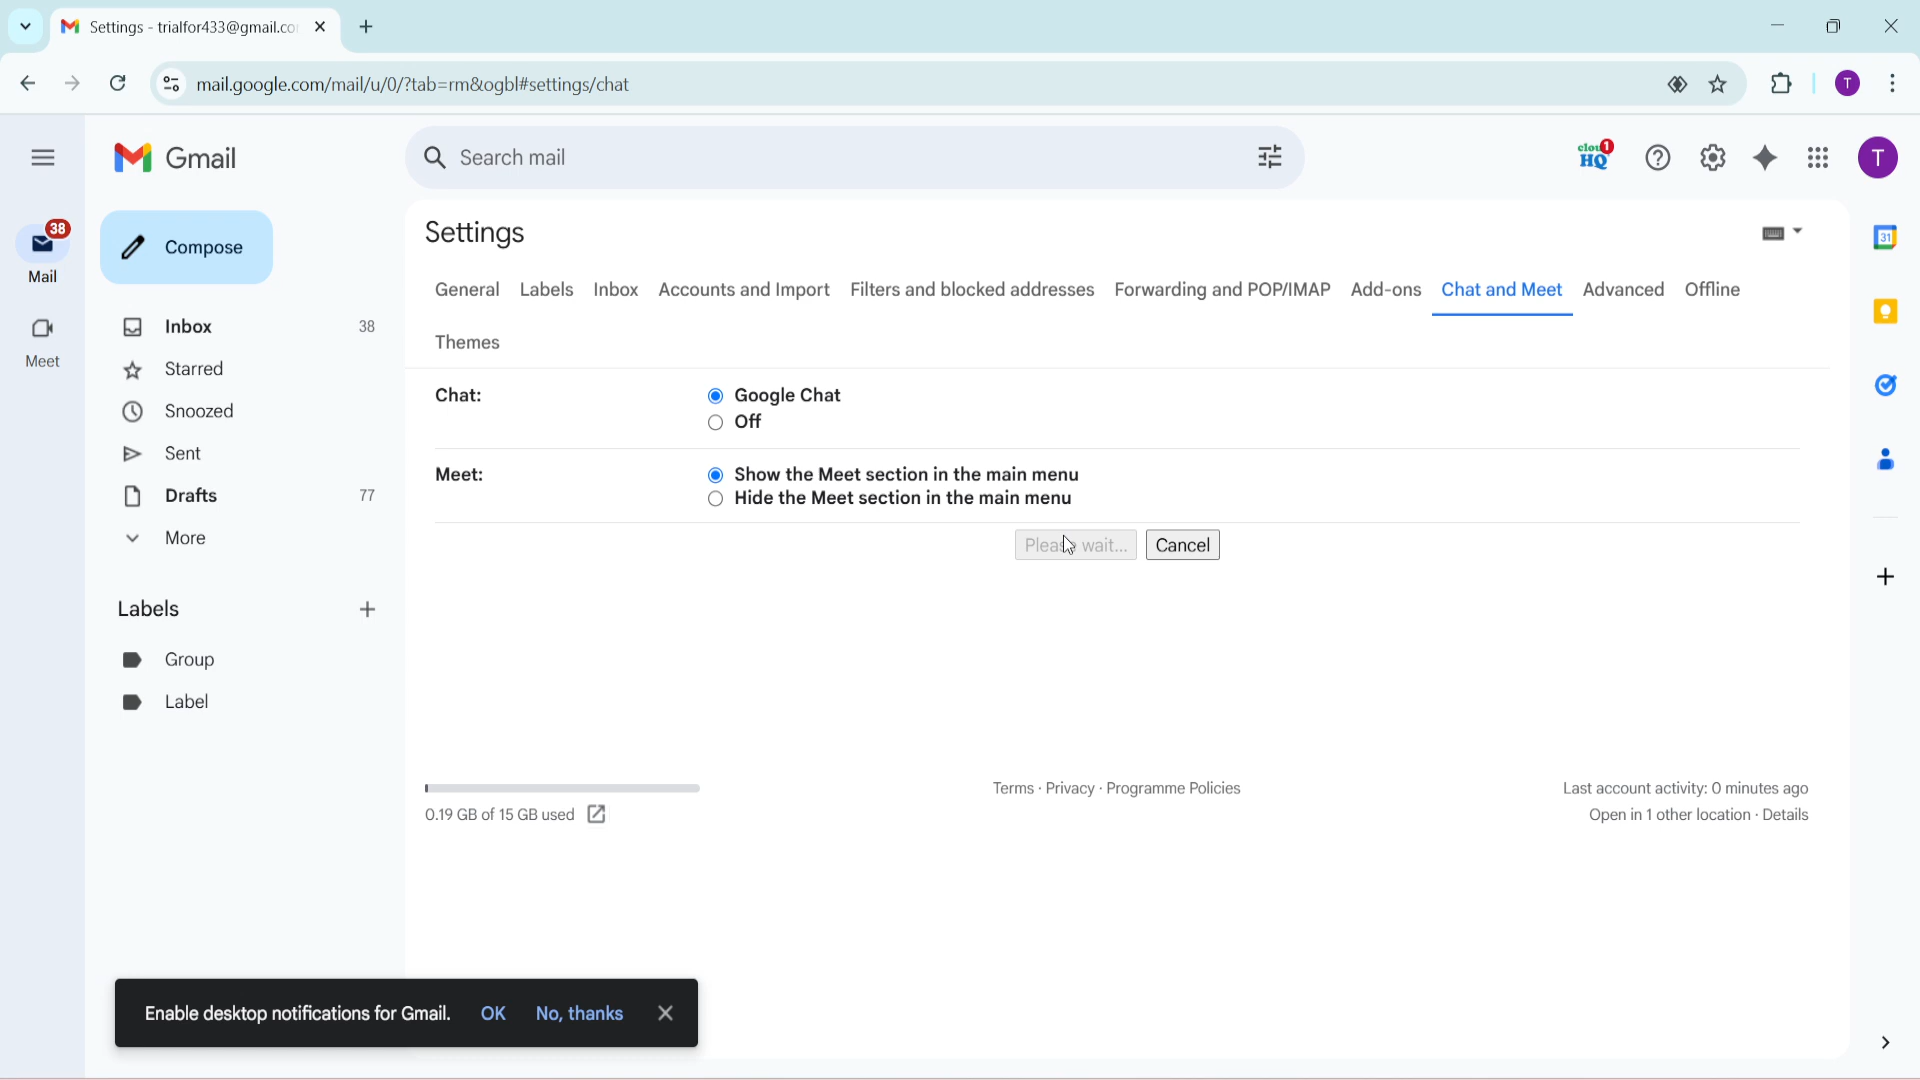 Settings - trialfor433@gmail.co
mail.google.com/mail/u/0/?tab=rm&ogbl#settings/chat
Gmail
Search mail
cloudHQ 1
T
T
38
Mail
Meet
Compose
Inbox 38
Starred
Snoozed
Sent
Drafts 77
More
Labels
Group
Label
Settings
General Labels Inbox Accounts and Import Filters and blocked addresses Forwarding and POP/IMAP Add-ons Chat and Meet Advanced Offline
Themes
Chat: Google Chat
Off
Meet: Show the Meet section in the main menu
Hide the Meet section in the main menu
Please wait... Cancel
0.19 GB of 15 GB used
Terms · Privacy · Programme Policies
Last account activity: 0 minutes ago
Open in 1 other location · Details
31
Enable desktop notifications for Gmail. OK No, thanks